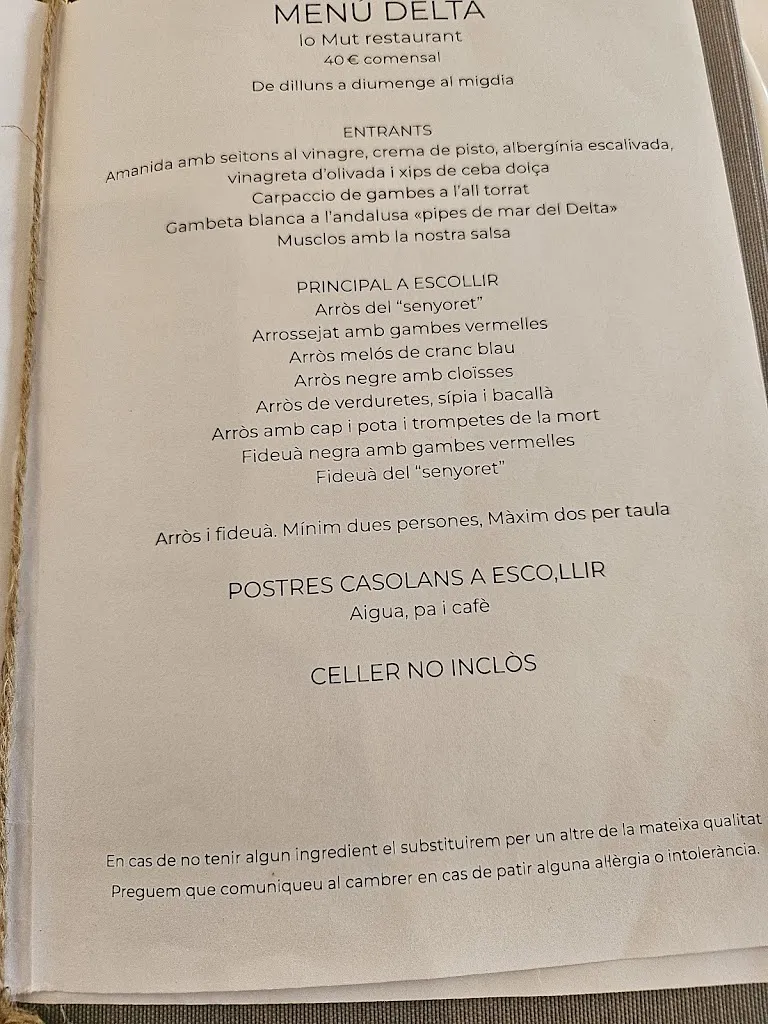 MENÚ DELTA
lo Mut restaurant
40 € comensal
De dilluns a diumenge al migdia
ENTRANTS
Amanida amb seitons al vinagre, crema de pisto, albergínia escalivada,
vinagreta d'olivada i xips de ceba dolça
Carpaccio de gambes a l'all torrat
Gambeta blanca a l'andalusa «pipes de mar del Delta»
Musclos amb la nostra salsa
PRINCIPAL A ESCOLLIR
Arròs del “senyoret”
Arrossejat amb gambes vermelles
Arròs melós de cranc blau
Arròs negre amb cloïsses
Arròs de verduretes, sípia i bacallà
Arròs amb cap i pota i trompetes de la mort
Fideuà negra amb gambes vermelles
Fideuà del “senyoret”
Arròs i fideuà. Mínim dues persones, Màxim dos per taula
POSTRES CASOLANS A ESCO,LLIR
Aigua, pa i cafè
CELLER NO INCLÒS
En cas de no tenir algun ingredient el substituirem per un altre de la mateixa qualitat
Preguem que comuniqueu al cambrer en cas de patir alguna al·lèrgia o intolerància.